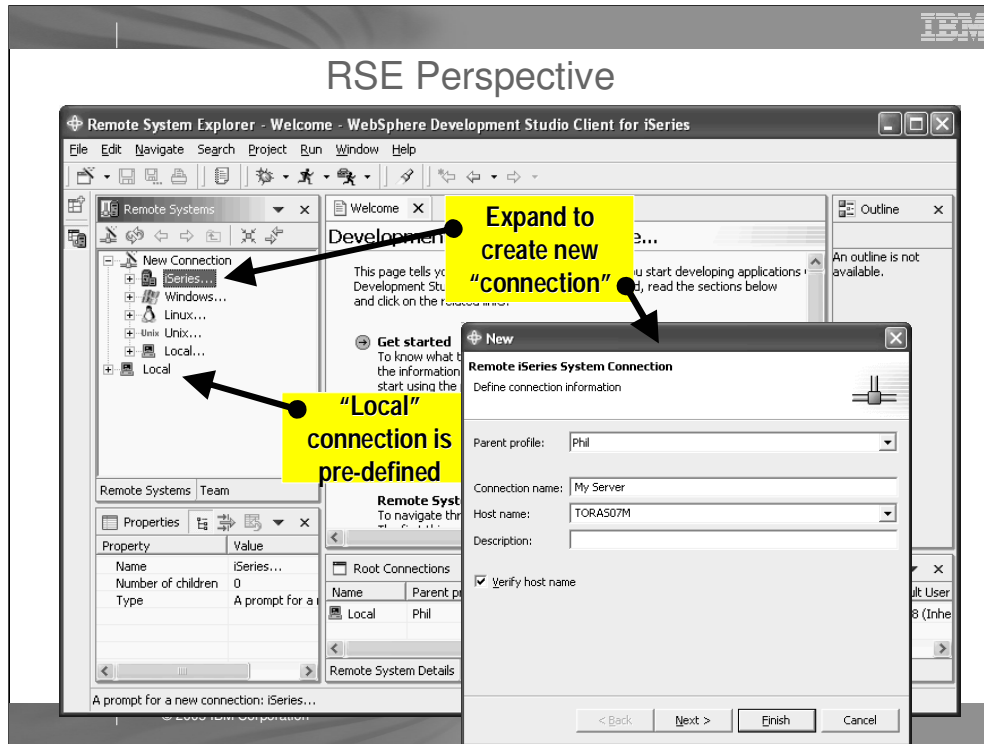 IBM
RSE Perspective
Remote System Explorer - Welcome - WebSphere Development Studio Client for iSeries
File Edit Navigate Search Project Run Window Help
Remote Systems
Welcome
Outline
New Connection
iSeries...
Windows...
Linux...
Unix Unix...
Local...
Local
Remote Systems Team
Expand to
create new
"connection"
"Local"
connection is
pre-defined
Developmen
e...
This page tells yo
u start developing applications
Development Stu
d, read the sections below
and click on the
Get started
To know what t
the information
start using the
Remote Syst
To navigate thr
An outline is not
available.
Properties
Property Value
Name iSeries...
Number of children 0
Type A prompt for a
Root Connections
Name Parent p
Local Phil
ult User
8 (Inhe
Remote System Details
A prompt for a new connection: iSeries...
New
Remote iSeries System Connection
Define connection information
Parent profile: Phil
Connection name: My Server
Host name: TORAS07M
Description:
Verify host name
< Back Next > Finish Cancel
IBM Corporation